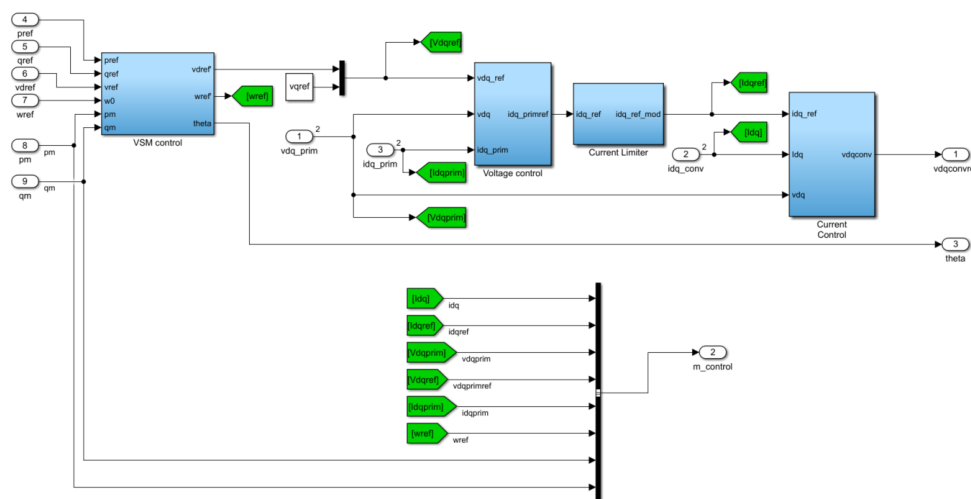 4
pref
5
qref
6
vdref
7
wref
8
pm
pm
9
qm
qm
pref
qref
vref
w0
pm
qm
vdref'
wref'
theta
VSM control
[wref]
vqref
[Vdqref]
1
vdq_prim
2
3
idq_prim
2
[Idqprim]
[Vdqprim]
vdq_ref
vdq
idq_prim
idq_primref
Voltage control
idq_ref
idq_ref_mod
Current Limiter
[Idqref]
[Idq]
2
idq_conv
2
idq_ref
Idq
vdq
vdqconv
Current
Control
1
vdqconvre
3
theta
[Idq]
idq
[Idqref]
idqref
[Vdqprim]
vdqprim
[Vdqref]
vdqprimref
[Idqprim]
idqprim
[wref]
wref
2
m_control